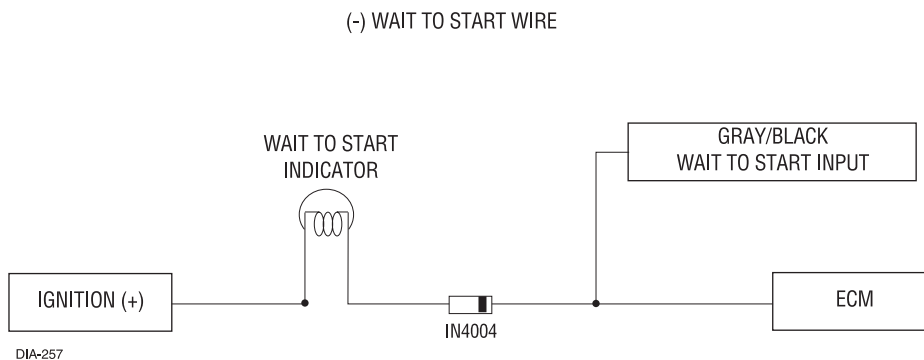 (-) WAIT TO START WIRE
WAIT TO START
INDICATOR
GRAY/BLACK
WAIT TO START INPUT
IGNITION (+)
IN4004
ECM
DIA-257